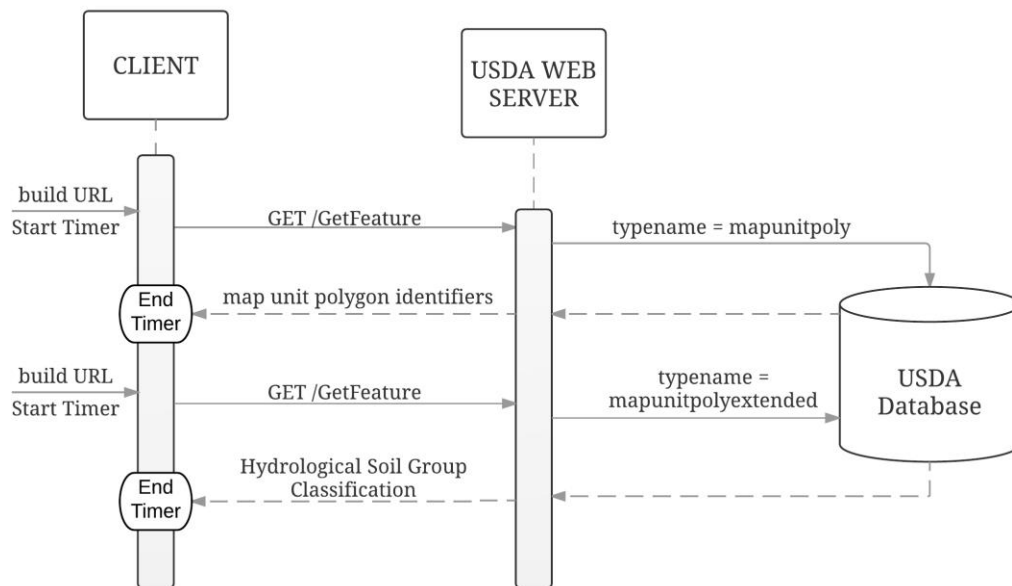 CLIENT
USDA WEB
SERVER
build URL
Start Timer
GET /GetFeature
typename = mapunitpoly
End
Timer
map unit polygon identifiers
build URL
Start Timer
GET /GetFeature
typename =
mapunitpolyextended
USDA
Database
End
Timer
Hydrological Soil Group
Classification